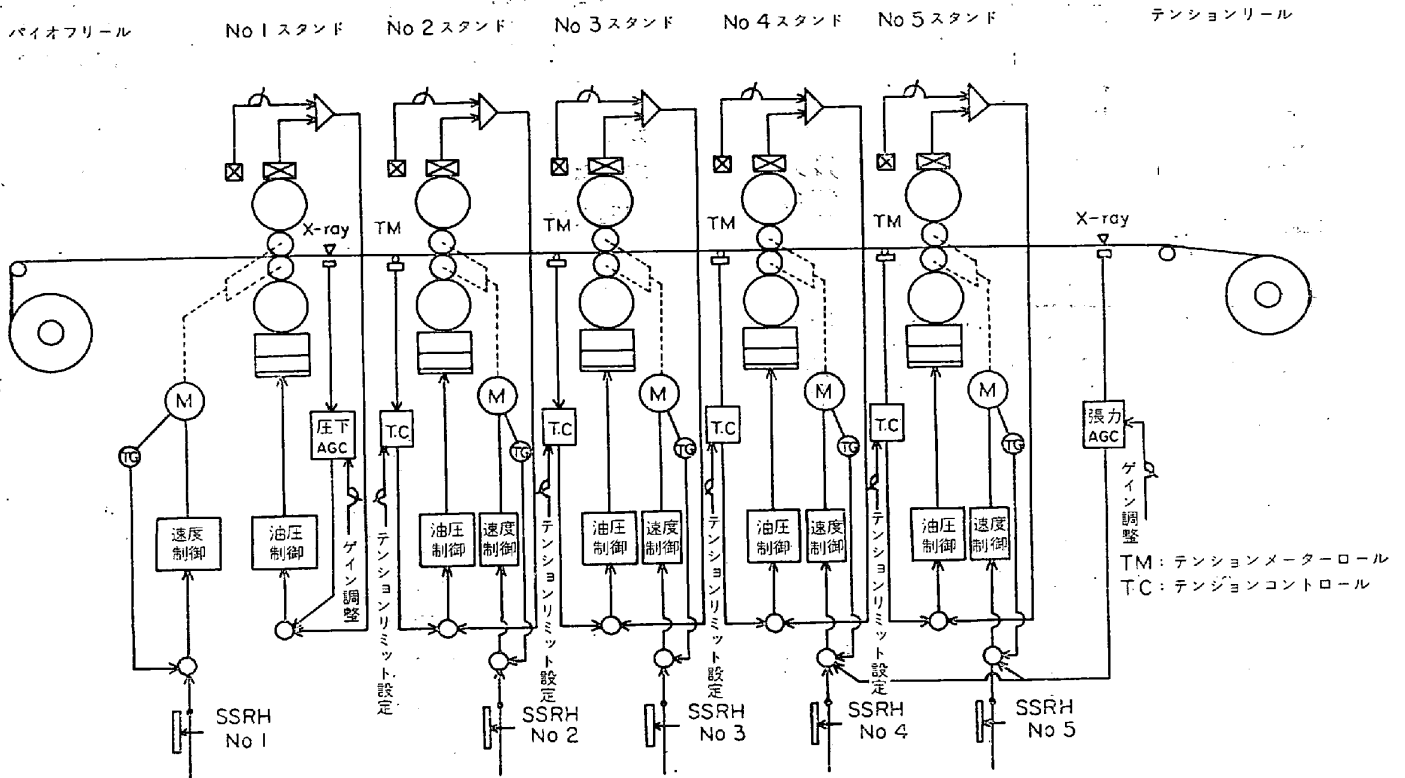 パイオフリール
No 1 スタンド
No 2 スタンド
No 3 スタンド
No 4 スタンド
No 5 スタンド
テンションリール
X-ray
TM
TM
TM
TM
X-ray
M
M
M
M
M
TG
TG
TG
TG
TG
圧下
AGC
T.C
T.C
T.C
T.C
張力
AGC
速度
制御
油圧
制御
油圧
制御
速度
制御
油圧
制御
速度
制御
油圧
制御
速度
制御
油圧
制御
速度
制御
ゲイン調整
テンションリミット設定
テンションリミット設定
テンションリミット設定
テンションリミット設定
ゲイン調整
TM：テンションメーターロール
TC：テンションコントロール
SSRH
No 1
SSRH
No 2
SSRH
No 3
SSRH
No 4
SSRH
No 5